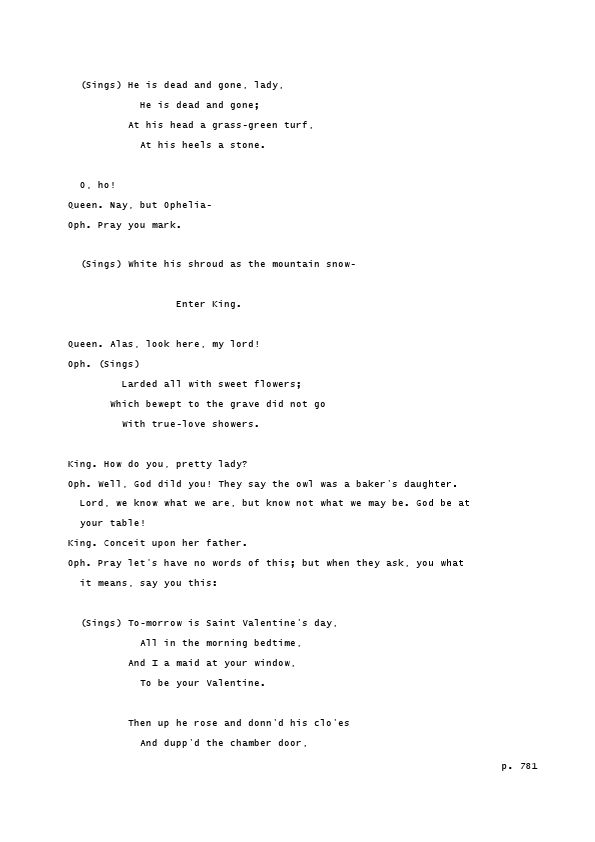 (Sings) He is dead and gone, lady,
He is dead and gone;
At his head a grass-green turf,
At his heels a stone.
O, ho!
Queen. Nay, but Ophelia-
Oph. Pray you mark.
(Sings) White his shroud as the mountain snow-
Enter King.
Queen. Alas, look here, my lord!
Oph. (Sings)
Larded all with sweet flowers;
Which bewept to the grave did not go
With true-love showers.
King. How do you, pretty lady?
Oph. Well, God dild you! They say the owl was a baker's daughter.
Lord, we know what we are, but know not what we may be. God be at
your table!
King. Conceit upon her father.
Oph. Pray let's have no words of this; but when they ask, you what
it means, say you this:
(Sings) To-morrow is Saint Valentine's day,
All in the morning bedtime,
And I a maid at your window,
To be your Valentine.
Then up he rose and donn'd his clo'es
And dupp'd the chamber door,
p. 781